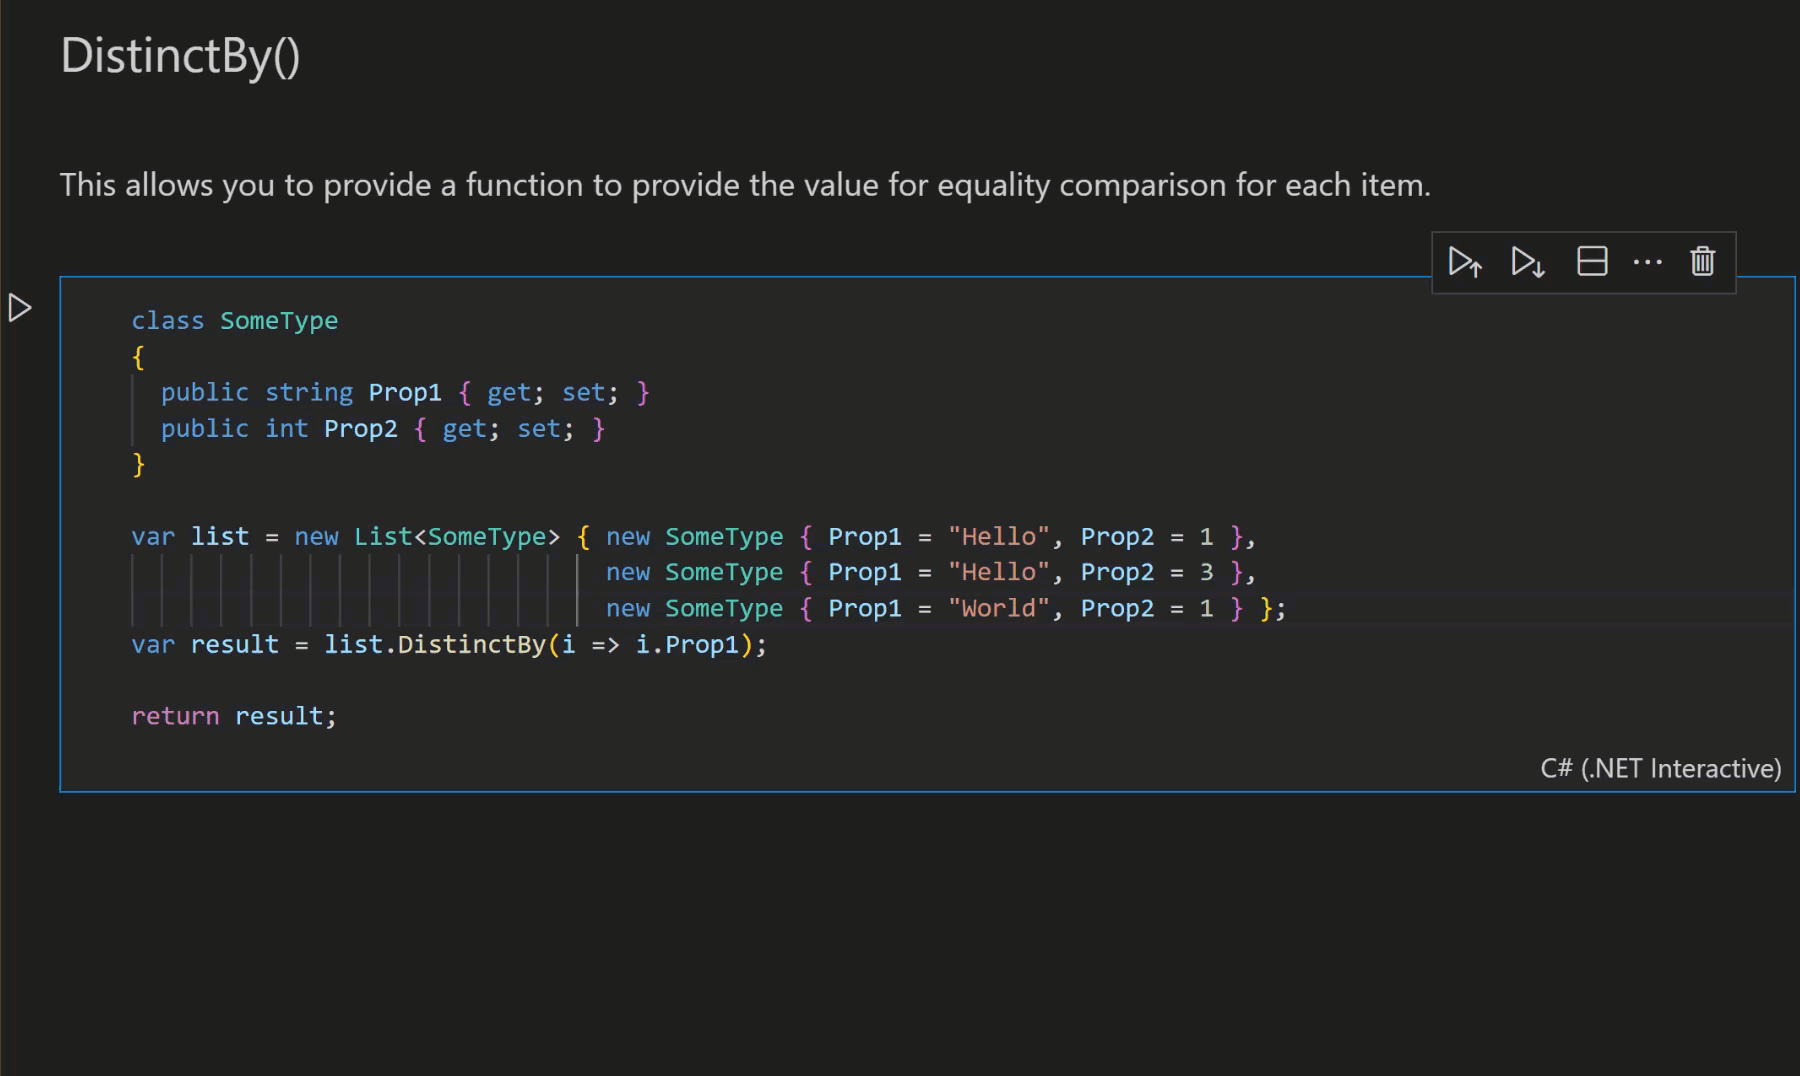 DistinctBy()
This allows you to provide a function to provide the value for equality comparison for each item.
class SomeType
{
  public string Prop1 { get; set; }
  public int Prop2 { get; set; }
}
var list = new List<SomeType> { new SomeType { Prop1 = "Hello", Prop2 = 1 },
                                new SomeType { Prop1 = "Hello", Prop2 = 3 },
                                new SomeType { Prop1 = "World", Prop2 = 1 } };
var result = list.DistinctBy(i => i.Prop1);
return result;
C# (.NET Interactive)